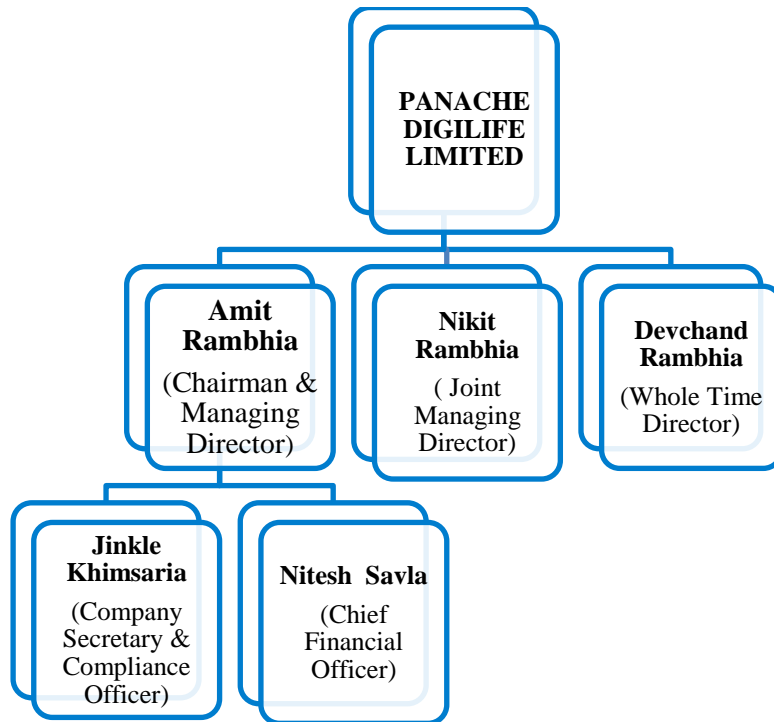 PANACHE
DIGILIFE
LIMITED
Amit
Rambhia
(Chairman &
Managing
Director)
Nikit
Rambhia
( Joint
Managing
Director)
Devchand
Rambhia
(Whole Time
Director)
Jinkle
Khimsaria
(Company
Secretary &
Compliance
Officer)
Nitesh  Savla
(Chief
Financial
Officer)